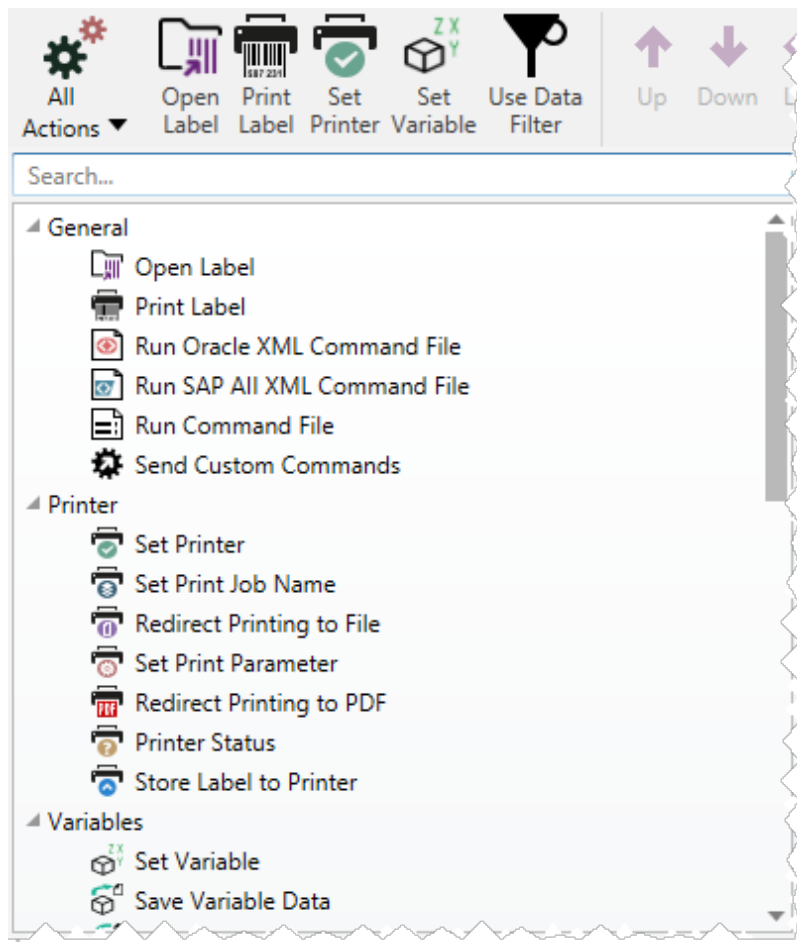 All Actions
Open Label
Print Label
Set Printer
Set Variable
Use Data Filter
Up
Down
Search...
General
Open Label
Print Label
Run Oracle XML Command File
Run SAP AII XML Command File
Run Command File
Send Custom Commands
Printer
Set Printer
Set Print Job Name
Redirect Printing to File
Set Print Parameter
Redirect Printing to PDF
Printer Status
Store Label to Printer
Variables
Set Variable
Save Variable Data